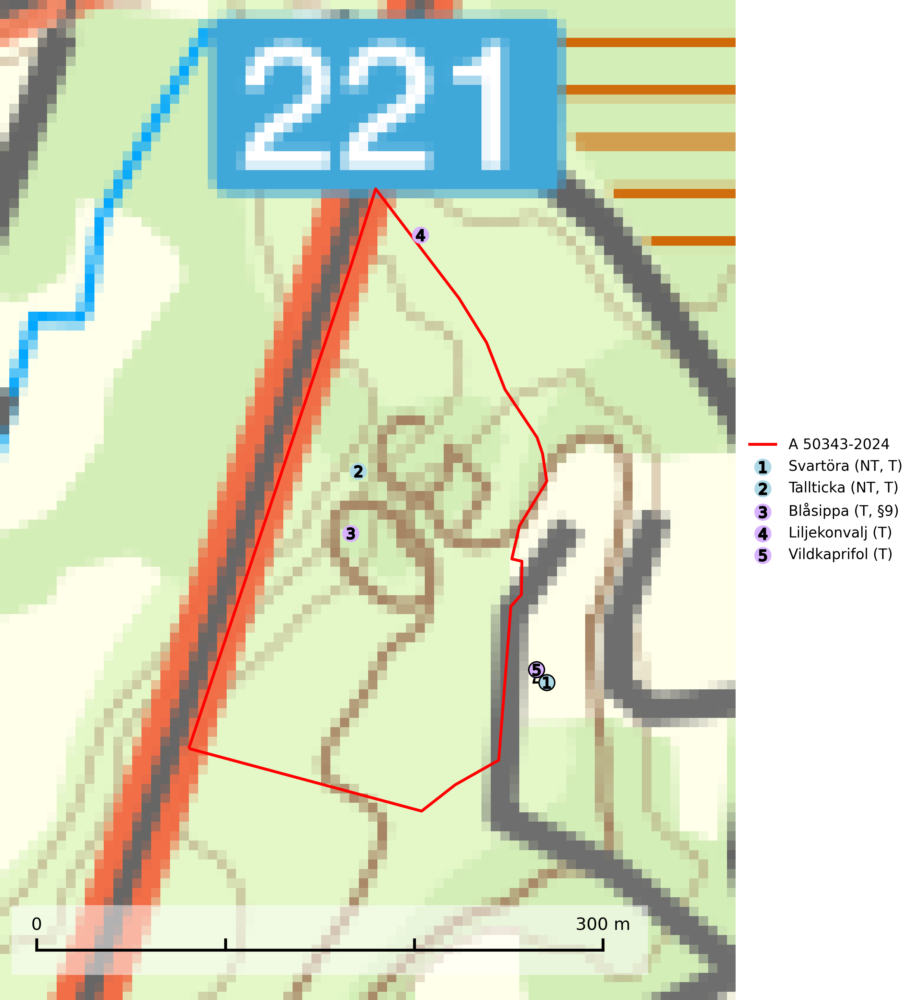 221
4
2
3
5
1
0 300 m
A 50343-2024
1 Svartöra (NT, T)
2 Tallticka (NT, T)
3 Blåsippa (T, §9)
4 Liljekonvalj (T)
5 Vildkaprifol (T)